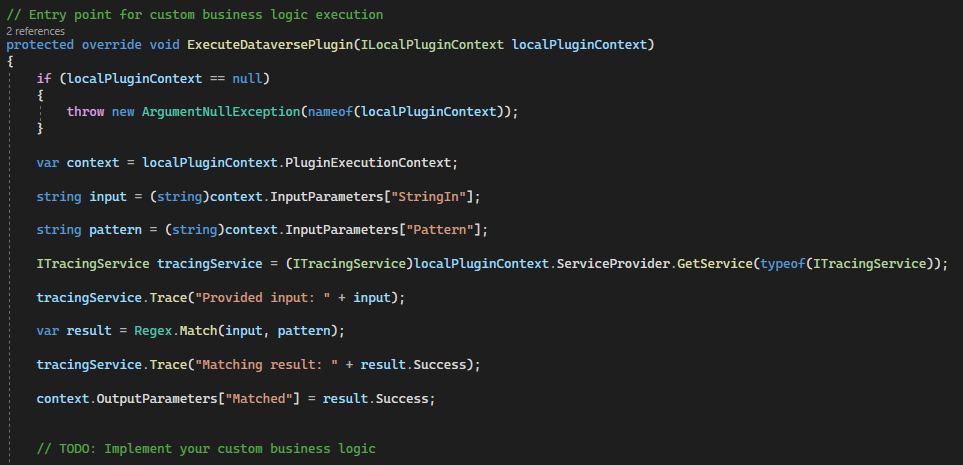 // Entry point for custom business logic execution
2 references
protected override void ExecuteDataversePlugin(ILocalPluginContext localPluginContext)
{
if (localPluginContext == null)
{
throw new ArgumentNullException(nameof(localPluginContext));
}
var context = localPluginContext.PluginExecutionContext;
string input = (string)context.InputParameters["StringIn"];
string pattern = (string)context.InputParameters["Pattern"];
ITracingService tracingService = (ITracingService)localPluginContext.ServiceProvider.GetService(typeof(ITracingService));
tracingService.Trace("Provided input: " + input);
var result = Regex.Match(input, pattern);
tracingService.Trace("Matching result: " + result.Success);
context.OutputParameters["Matched"] = result.Success;
// TODO: Implement your custom business logic